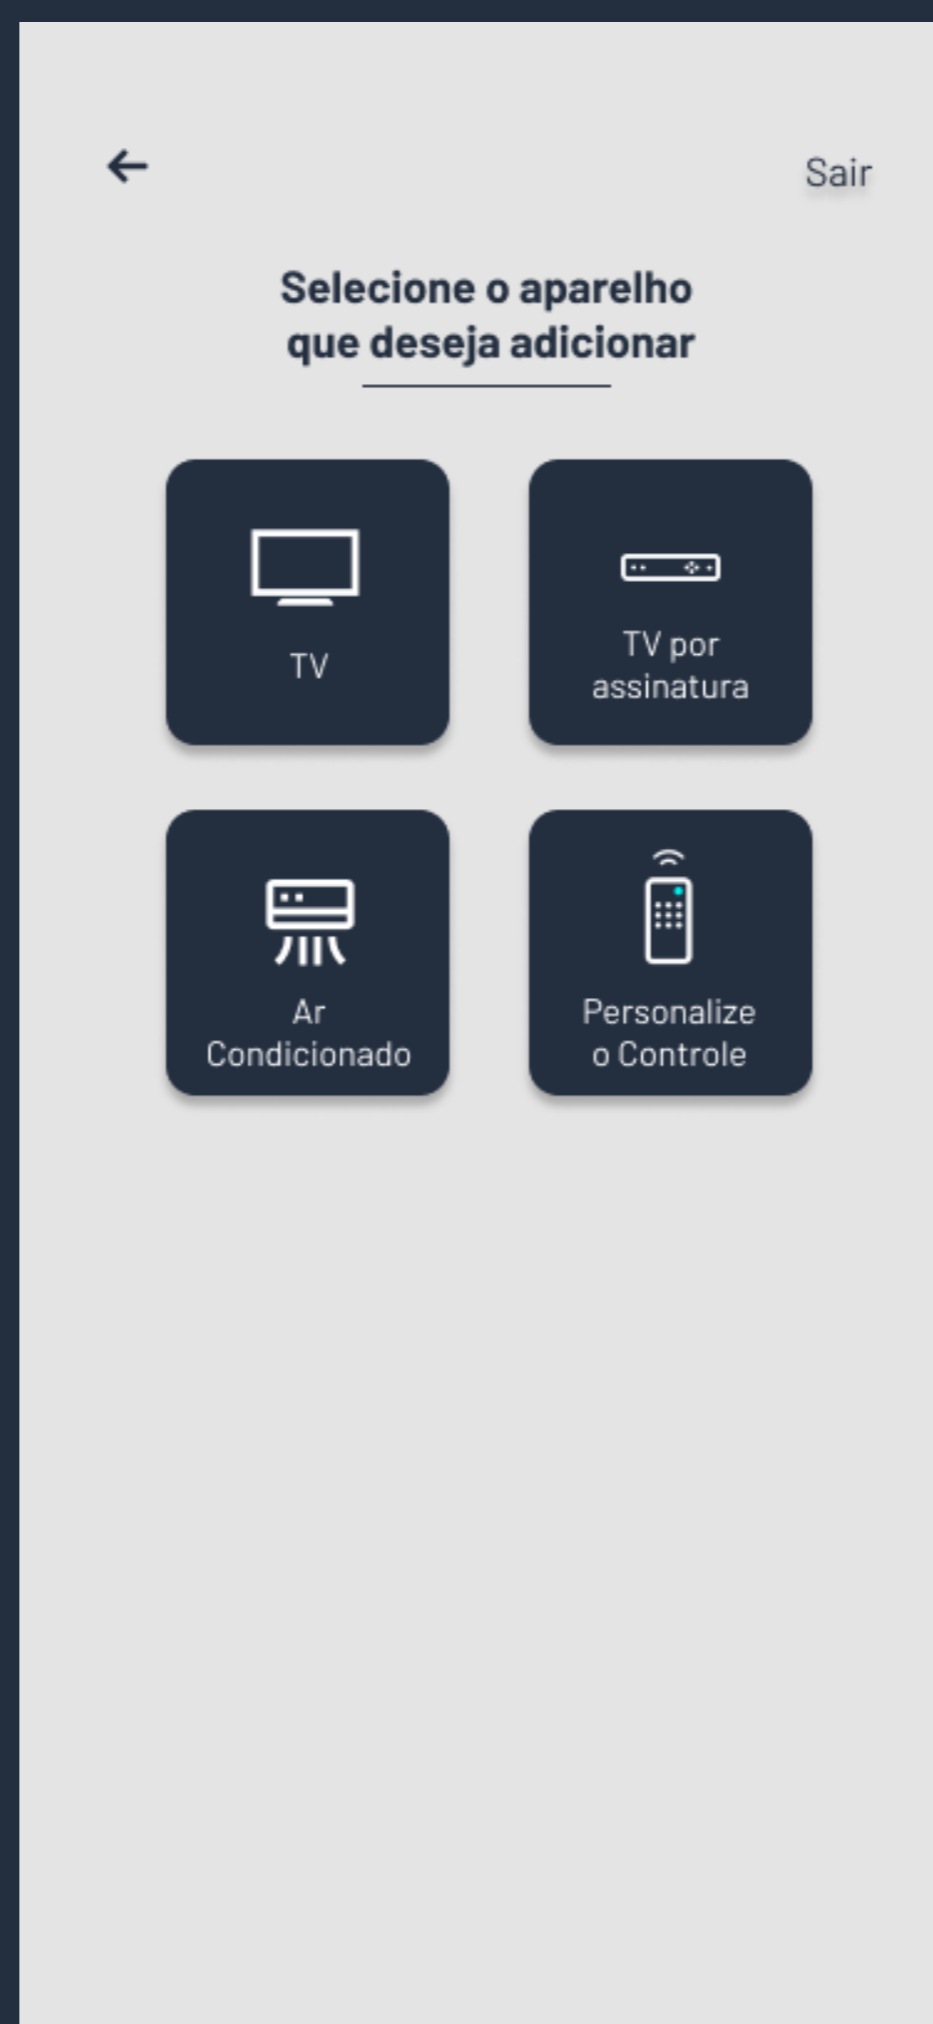 Sair
Selecione o aparelho
que deseja adicionar
TV
TV por
assinatura
Ar
Condicionado
Personalize
o Controle